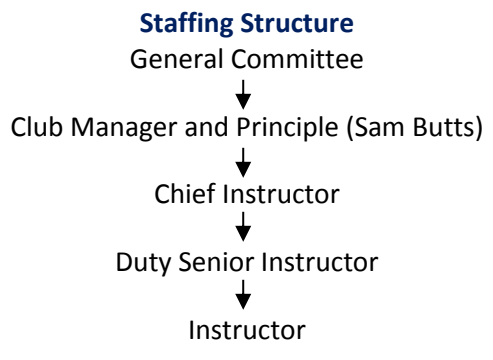 Staffing Structure
General Committee
Club Manager and Principle (Sam Butts)
Chief Instructor
Duty Senior Instructor
Instructor